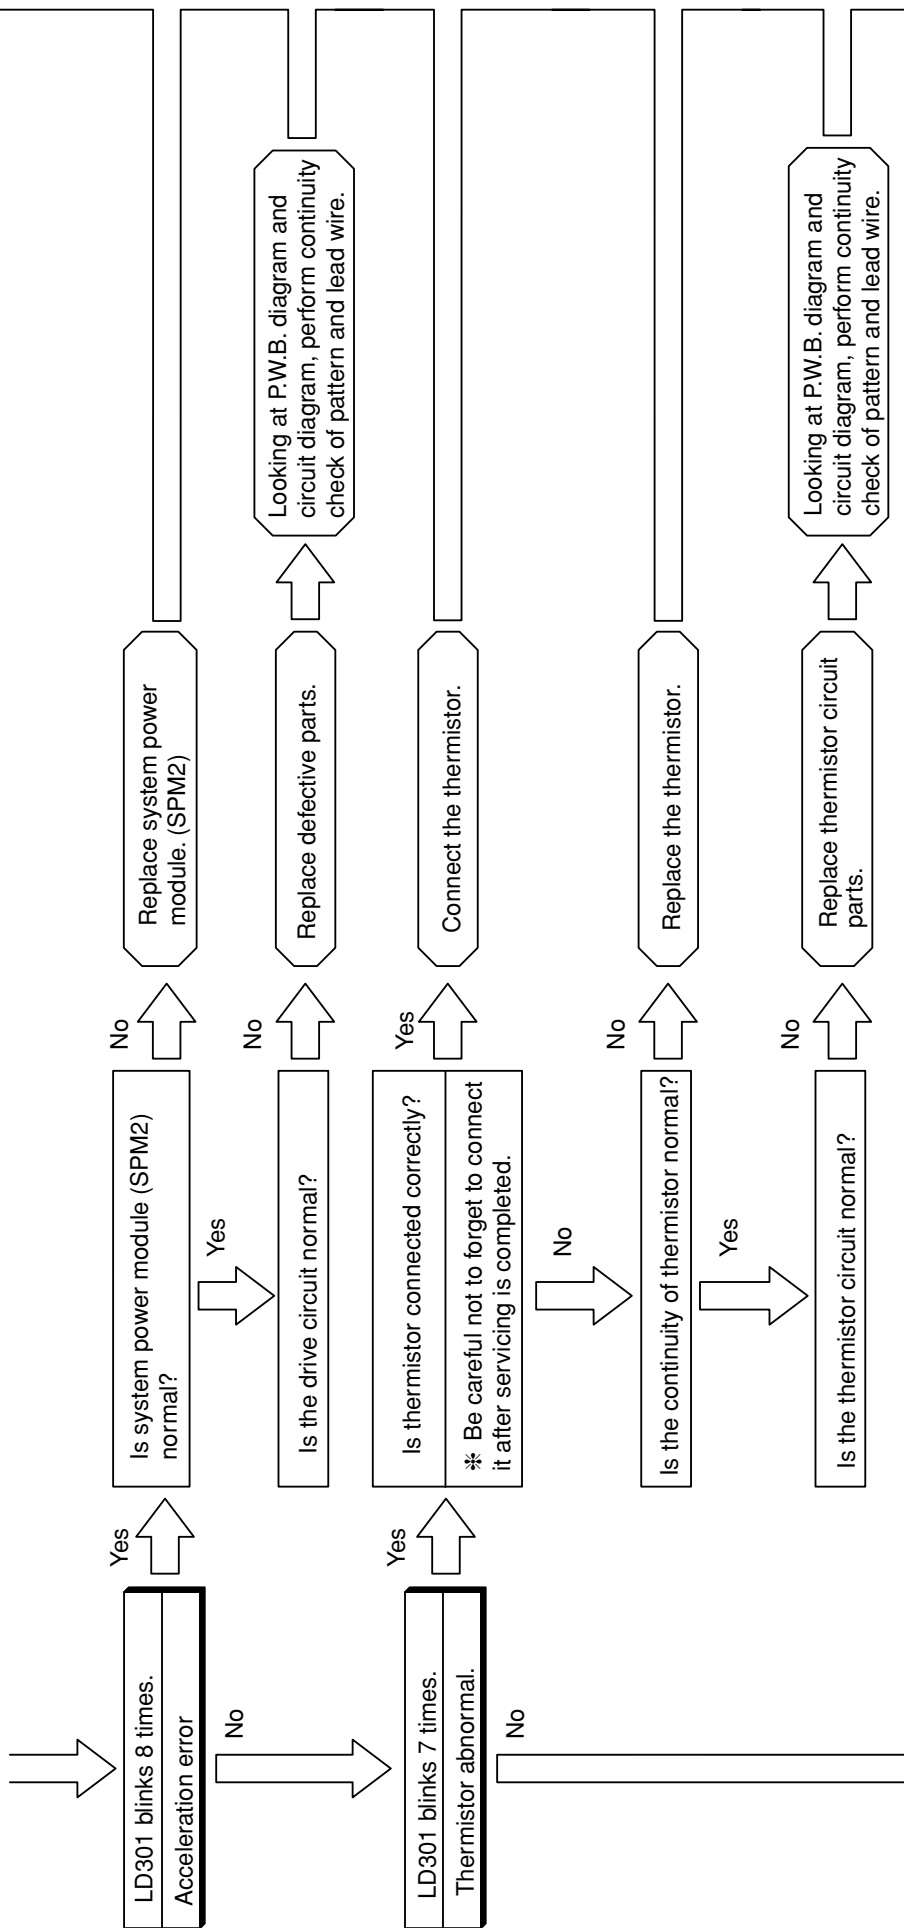 LD301 blinks 8 times.
Acceleration error
Yes
Is system power module (SPM2)
normal?
No
Replace system power
module. (SPM2)
Yes
Is the drive circuit normal?
No
Replace defective parts.
Looking at P.W.B. diagram and
circuit diagram, perform continuity
check of pattern and lead wire.
No
LD301 blinks 7 times.
Thermistor abnormal.
Yes
Is thermistor connected correctly?
❇ Be careful not to forget to connect
it after servicing is completed.
Yes
Connect the thermistor.
No
Is the continuity of thermistor normal?
No
Replace the thermistor.
Yes
Is the thermistor circuit normal?
No
Replace thermistor circuit
parts.
Looking at P.W.B. diagram and
circuit diagram, perform continuity
check of pattern and lead wire.
No